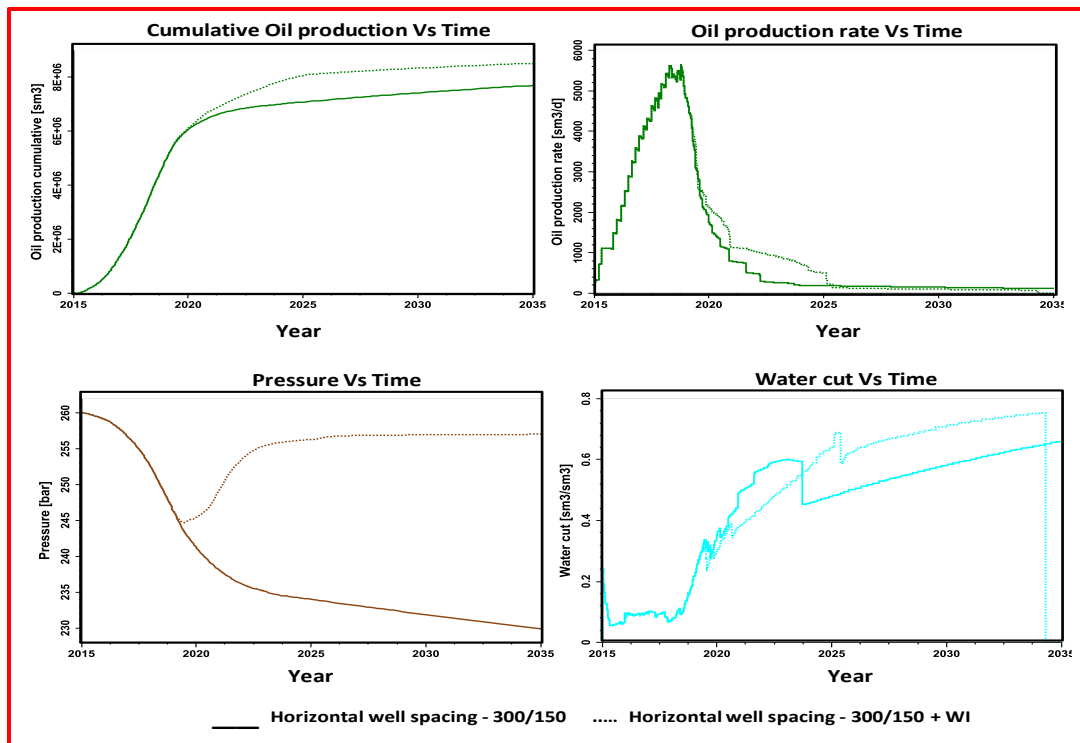 Cumulative Oil production Vs Time
Oil production cumulative [sm3]
0 2E+06 4E+06 6E+06 8E+06
2015 2020 2025 2030 2035
Year
Oil production rate Vs Time
Oil production rate [sm3/d]
0 1000 2000 3000 4000 5000 6000
2015 2020 2025 2030 2035
Year
Pressure Vs Time
Pressure [bar]
230 235 240 245 250 255 260
2015 2020 2025 2030 2035
Year
Water cut Vs Time
Water cut [sm3/sm3]
0 0.2 0.4 0.6 0.8
2015 2020 2025 2030 2035
Year
Horizontal well spacing - 300/150 ..... Horizontal well spacing - 300/150 + WI